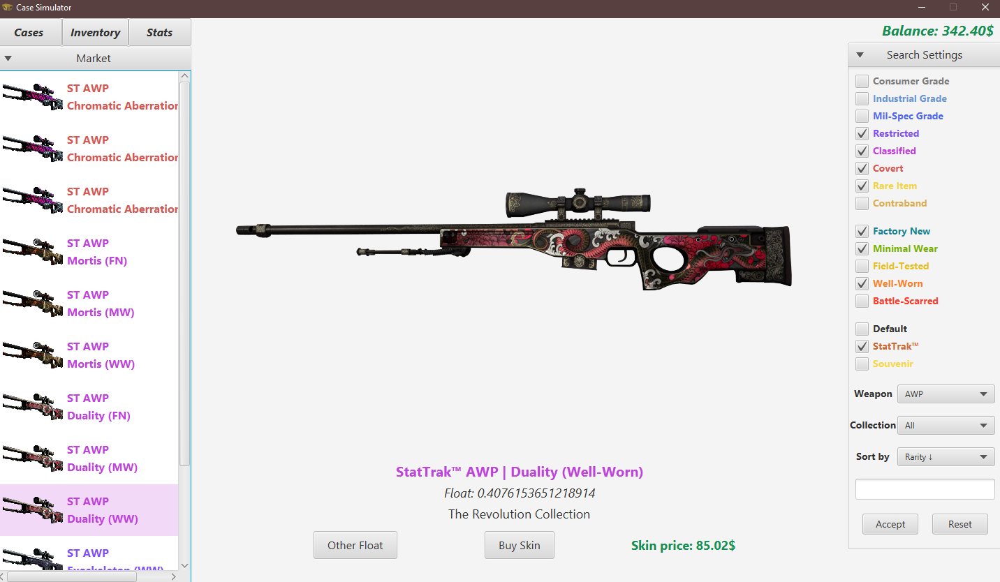 Case Simulator
Cases
Inventory
Stats
Balance: 342.40$
Market
ST AWP
Chromatic Aberration
ST AWP
Chromatic Aberration
ST AWP
Chromatic Aberration
ST AWP
Mortis (FN)
ST AWP
Mortis (MW)
ST AWP
Mortis (WW)
ST AWP
Duality (FN)
ST AWP
Duality (MW)
ST AWP
Duality (WW)
ST AWP
Exoskeleton (WW)
StatTrak™ AWP | Duality (Well-Worn)
Float: 0.4076153651218914
The Revolution Collection
Other Float
Buy Skin
Skin price: 85.02$
Search Settings
Consumer Grade
Industrial Grade
Mil-Spec Grade
Restricted
Classified
Covert
Rare Item
Contraband
Factory New
Minimal Wear
Field-Tested
Well-Worn
Battle-Scarred
Default
StatTrak™
Souvenir
Weapon AWP
Collection All
Sort by Rarity ↓
Accept
Reset